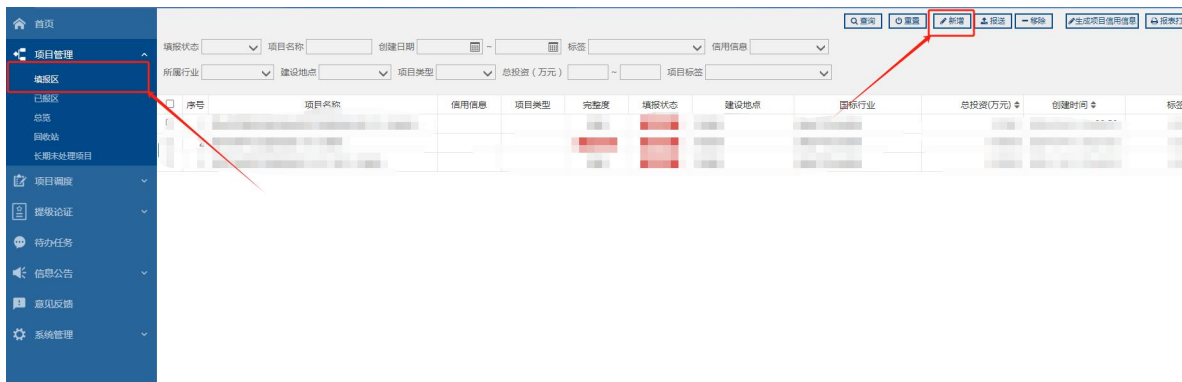 首页
查询 重置 新增 报送 移除 生成项目信用信息 报表打
项目管理
填报状态 项目名称 创建日期 - 标签 信用信息
填报区
所属行业 建设地点 项目类型 总投资（万元） ~ 项目标签
已报区
序号 项目名称 信用信息 项目类型 完整度 填报状态 建设地点 国标行业 总投资(万元) 创建时间 标签
总览
回收站
长期未处理项目
项目调度
提级论证
待办任务
信息公告
意见反馈
系统管理